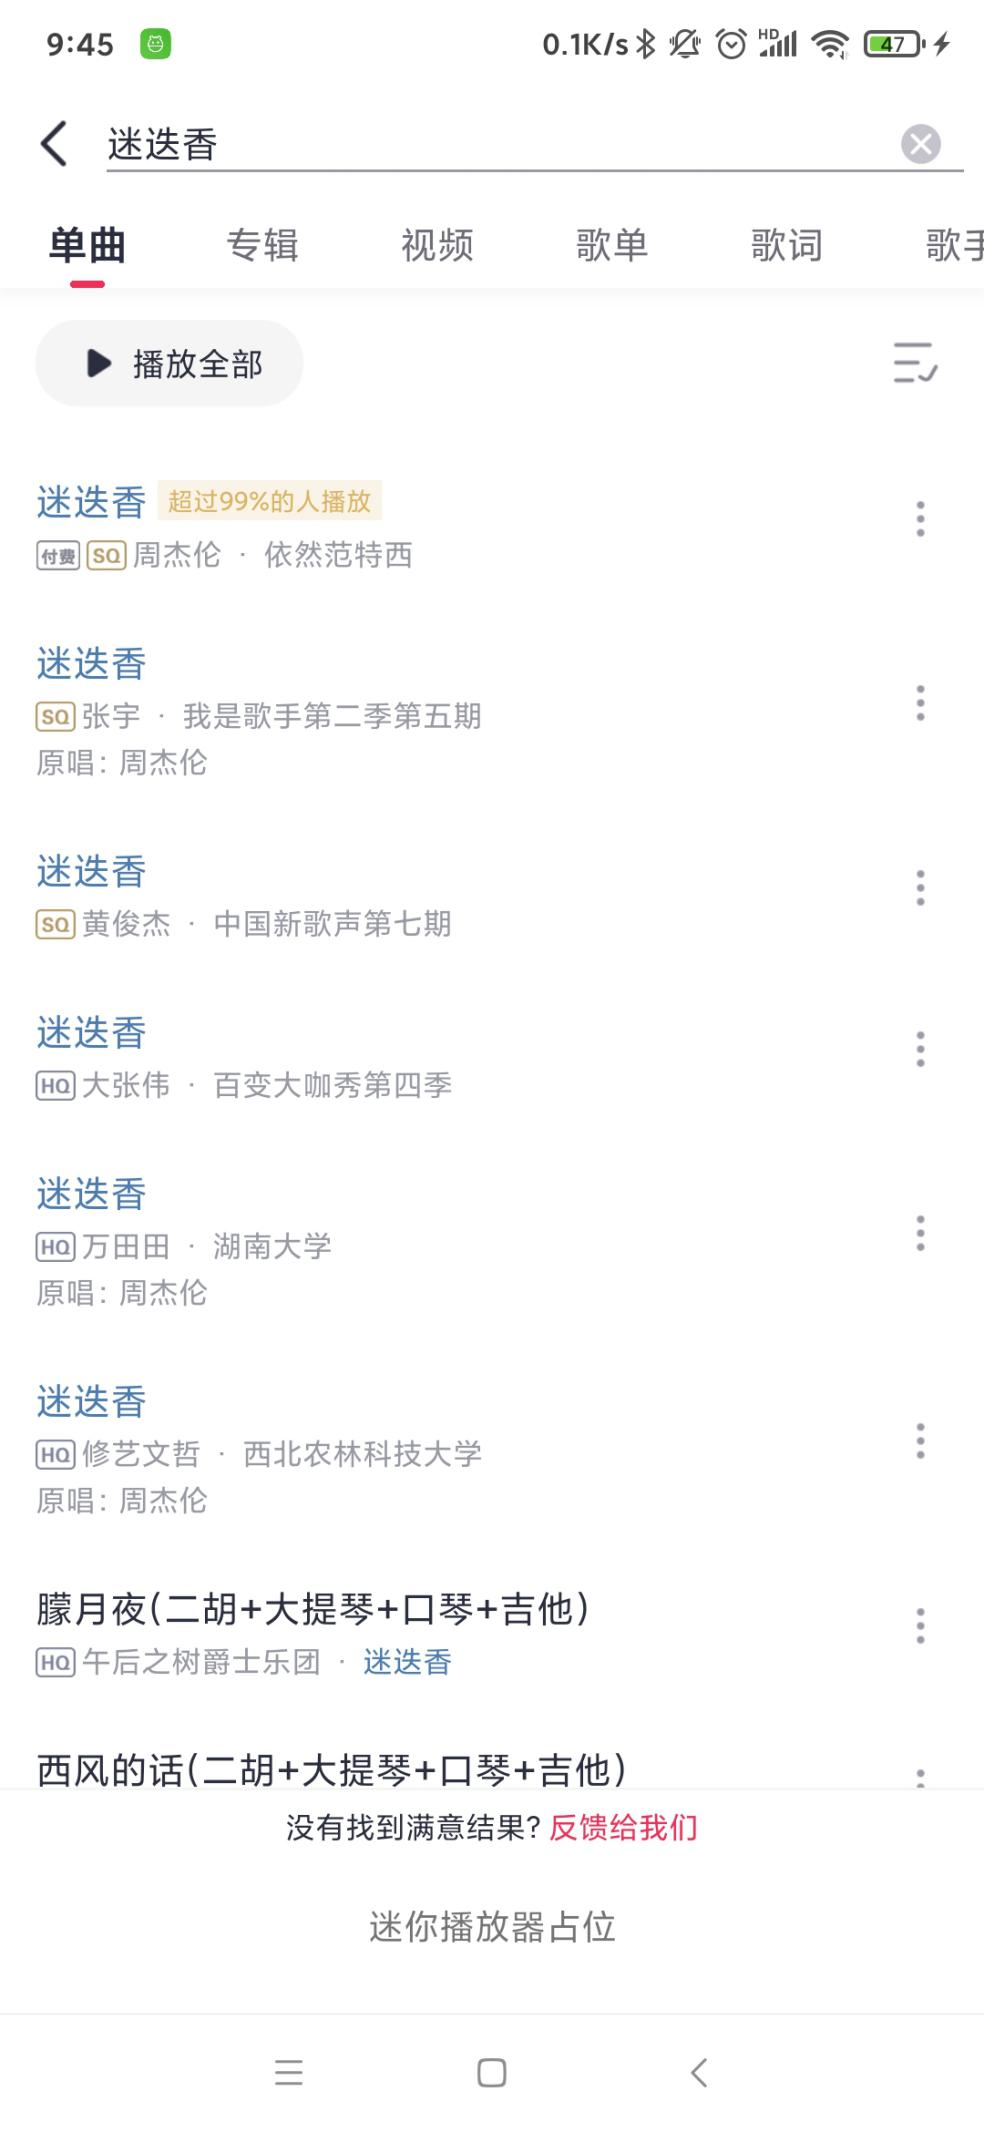 9:45
0.1K/s HD 47
迷迭香
单曲 专辑 视频 歌单 歌词 歌手
播放全部
迷迭香 超过99%的人播放
付费 SQ 周杰伦 · 依然范特西
迷迭香
SQ 张宇 · 我是歌手第二季第五期
原唱: 周杰伦
迷迭香
SQ 黄俊杰 · 中国新歌声第七期
迷迭香
HQ 大张伟 · 百变大咖秀第四季
迷迭香
HQ 万田田 · 湖南大学
原唱: 周杰伦
迷迭香
HQ 修艺文哲 · 西北农林科技大学
原唱: 周杰伦
朦月夜(二胡+大提琴+口琴+吉他)
HQ 午后之树爵士乐团 · 迷迭香
西风的话(二胡+大提琴+口琴+吉他)
没有找到满意结果? 反馈给我们
迷你播放器占位